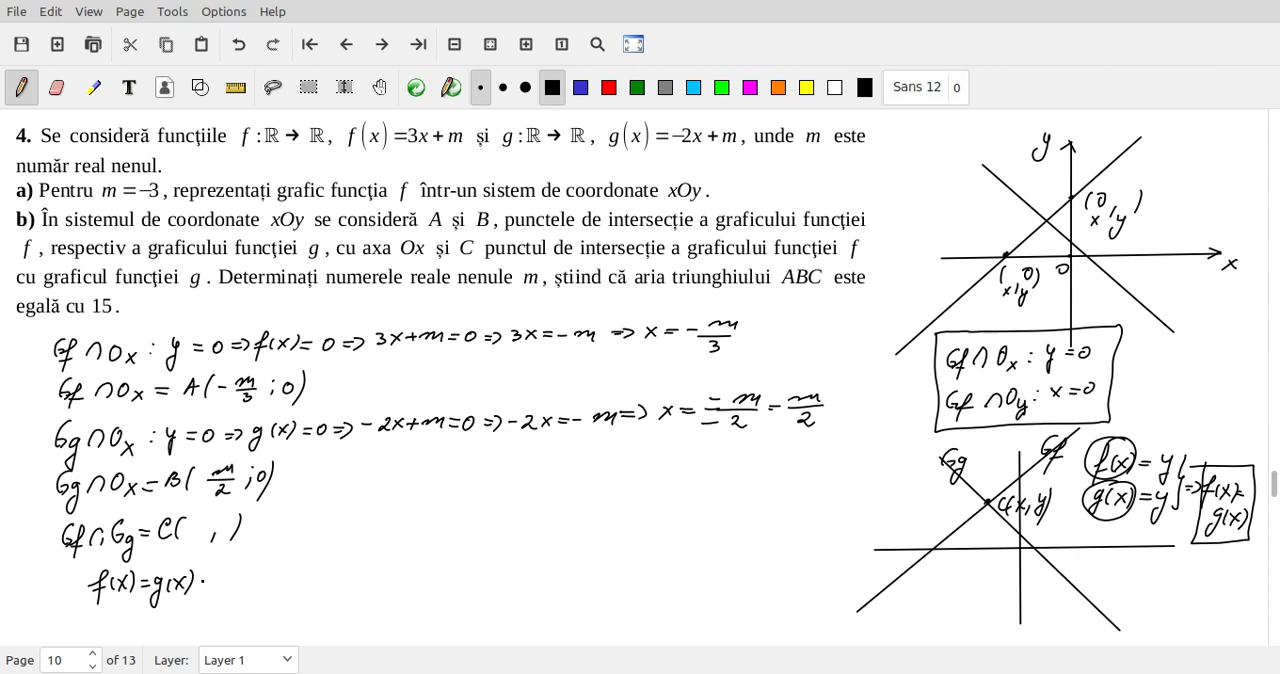 File Edit View Page Tools Options Help
Sans 12 0
4. Se consideră funcțiile f : ℝ → ℝ, f(x) = 3x + m și g : ℝ → ℝ, g(x) = −2x + m, unde m este
număr real nenul.
a) Pentru m = −3, reprezentați grafic funcția f într-un sistem de coordonate xOy.
b) În sistemul de coordonate xOy se consideră A și B, punctele de intersecție a graficului funcției
f, respectiv a graficului funcției g, cu axa Ox și C punctul de intersecție a graficului funcției f
cu graficul funcției g. Determinați numerele reale nenule m, știind că aria triunghiului ABC este
egală cu 15.
Gf ∩ Ox : y = 0 => f(x) = 0 => 3x+m=0 => 3x=-m => x = -m/3
Gf ∩ Ox = A(-m/3 ; 0)
Gg ∩ Ox : y=0 => g(x)=0 => -2x+m=0 => -2x=-m => x = -m/-2 = m/2
Gg ∩ Ox = B(m/2 ; 0)
Gf ∩ Gg = C( , )
f(x)=g(x).
y
(0, )
x, y
( , 0)
x, y
0
x
Gf ∩ Ox : y=0
Gf ∩ Oy : x=0
Gg
Gf
C(x,y)
f(x) = y
g(x) = y
=> f(x)=
g(x)
Page 10 of 13 Layer: Layer 1